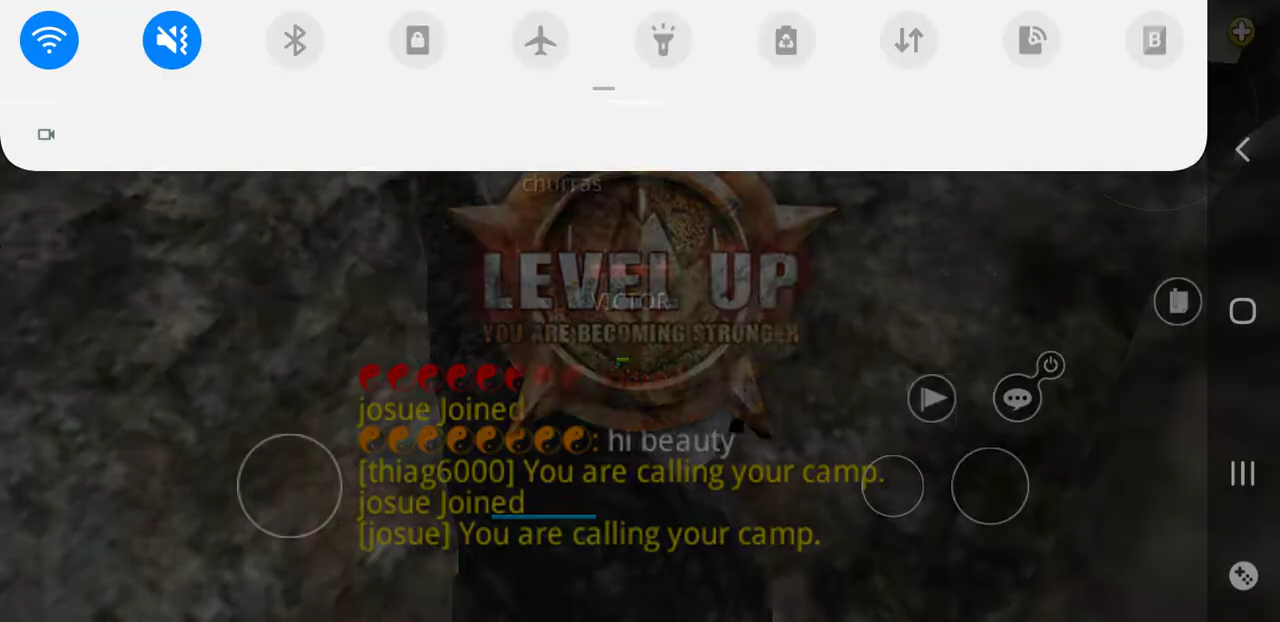 churras
LEVEL UP
VICTOR
YOU ARE BECOMING STRONGER
josue Joined
: hi beauty
[thiag6000] You are calling your camp.
josue Joined
[josue] You are calling your camp.